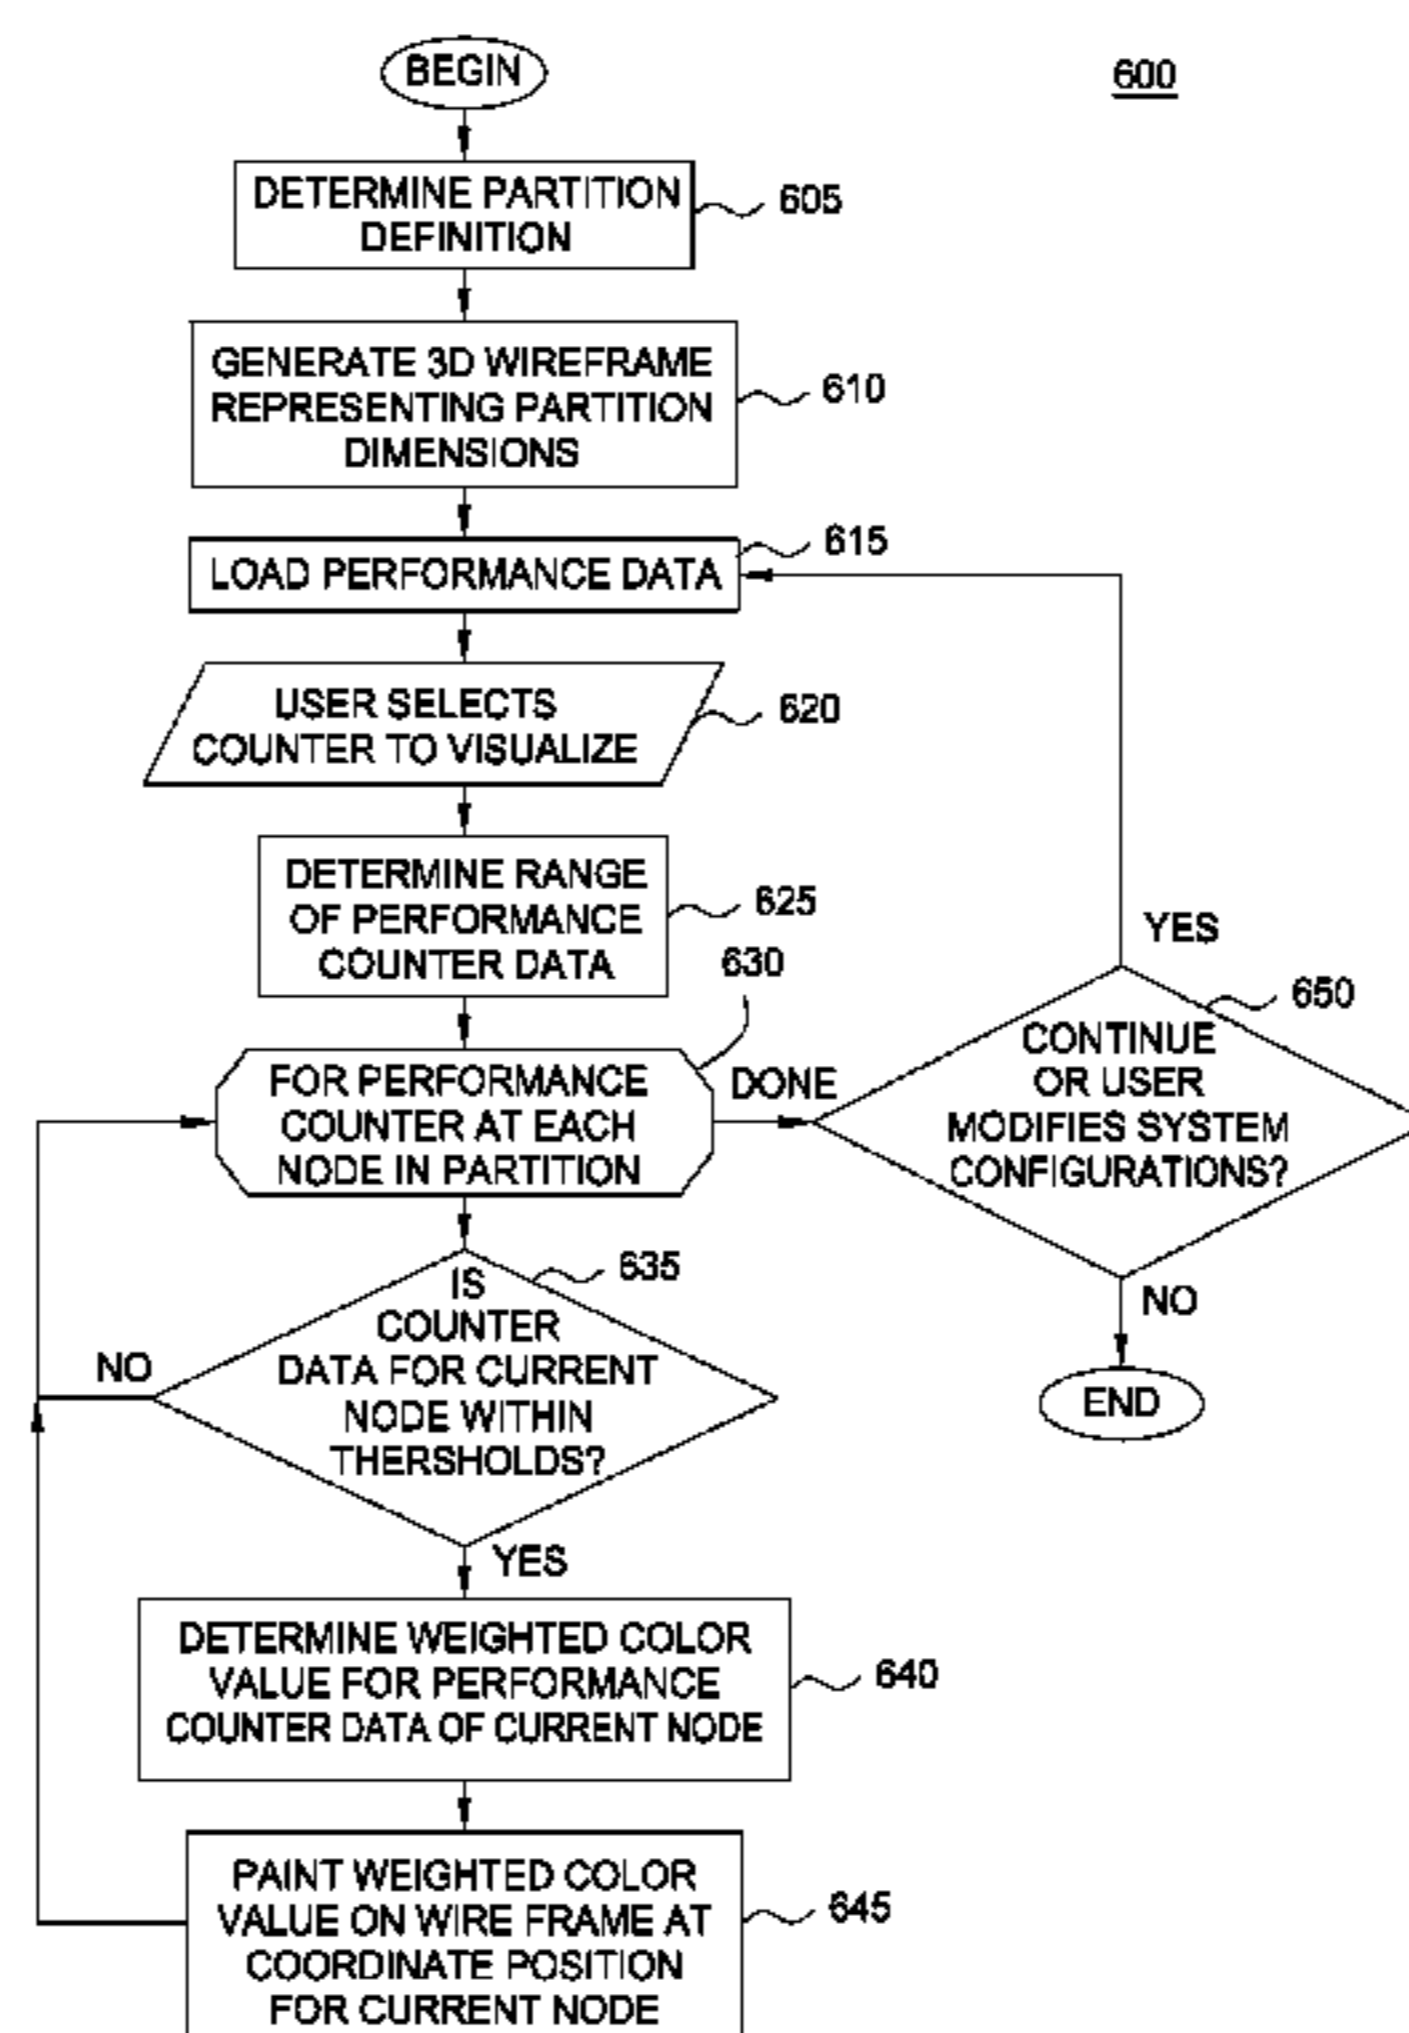 BEGIN
600
DETERMINE PARTITION
DEFINITION
605
GENERATE 3D WIREFRAME
REPRESENTING PARTITION
DIMENSIONS
610
LOAD PERFORMANCE DATA
615
USER SELECTS
COUNTER TO VISUALIZE
620
DETERMINE RANGE
OF PERFORMANCE
COUNTER DATA
625
630
FOR PERFORMANCE
COUNTER AT EACH
NODE IN PARTITION
DONE
YES
650
CONTINUE
OR USER
MODIFIES SYSTEM
CONFIGURATIONS?
NO
END
635
IS
COUNTER
DATA FOR CURRENT
NODE WITHIN
THERSHOLDS?
NO
YES
DETERMINE WEIGHTED COLOR
VALUE FOR PERFORMANCE
COUNTER DATA OF CURRENT NODE
640
PAINT WEIGHTED COLOR
VALUE ON WIRE FRAME AT
COORDINATE POSITION
FOR CURRENT NODE
645